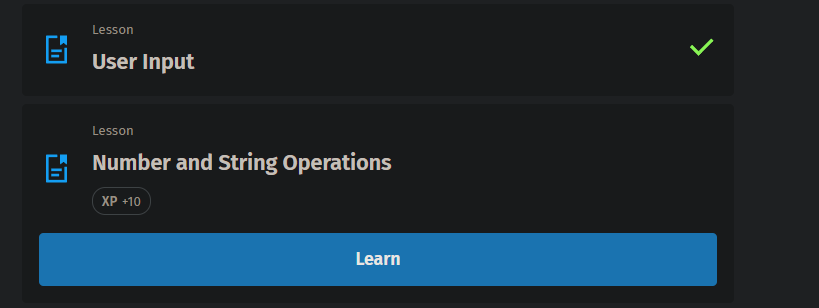 Lesson
User Input
Lesson
Number and String Operations
XP +10
Learn